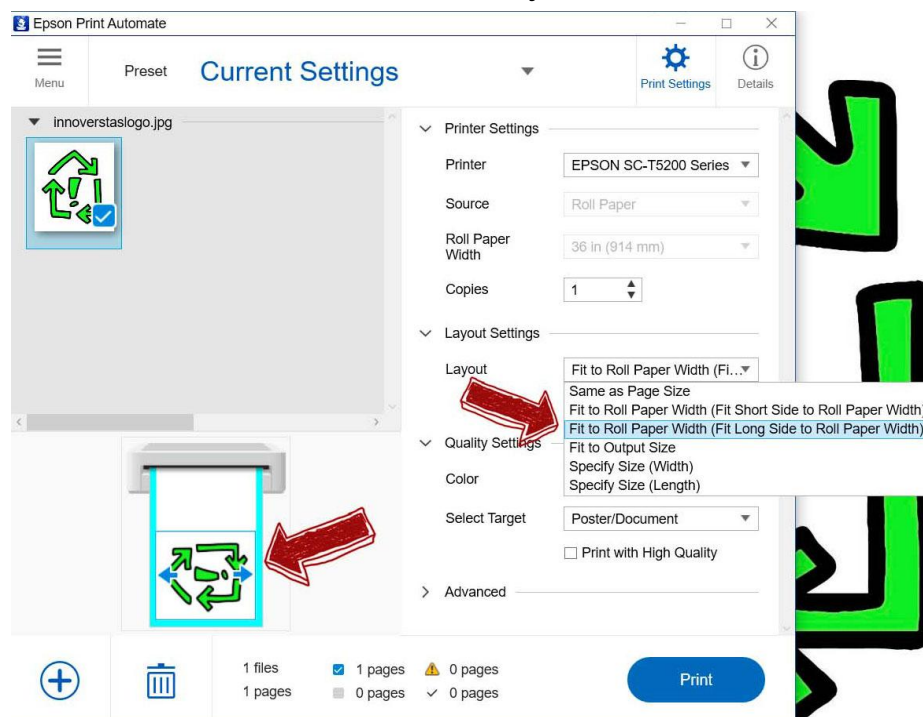 Epson Print Automate
Menu
Preset
Current Settings
Print Settings
Details
innoverstaslogo.jpg
Printer Settings
Printer
EPSON SC-T5200 Series
Source
Roll Paper
Roll Paper
Width
36 in (914 mm)
Copies
1
Layout Settings
Layout
Fit to Roll Paper Width (Fi...
Same as Page Size
Fit to Roll Paper Width (Fit Short Side to Roll Paper Width)
Fit to Roll Paper Width (Fit Long Side to Roll Paper Width)
Fit to Output Size
Specify Size (Width)
Specify Size (Length)
Quality Settings
Color
Select Target
Poster/Document
Print with High Quality
Advanced
1 files
1 pages
0 pages
1 pages
0 pages
0 pages
Print